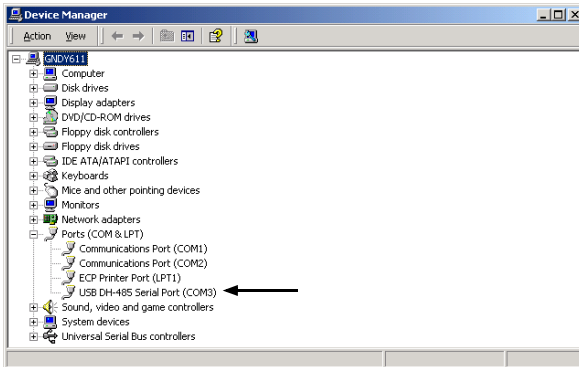 Device Manager
Action View
GNDY611
Computer
Disk drives
Display adapters
DVD/CD-ROM drives
Floppy disk controllers
Floppy disk drives
IDE ATA/ATAPI controllers
Keyboards
Mice and other pointing devices
Monitors
Network adapters
Ports (COM & LPT)
Communications Port (COM1)
Communications Port (COM2)
ECP Printer Port (LPT1)
USB DH-485 Serial Port (COM3)
Sound, video and game controllers
System devices
Universal Serial Bus controllers